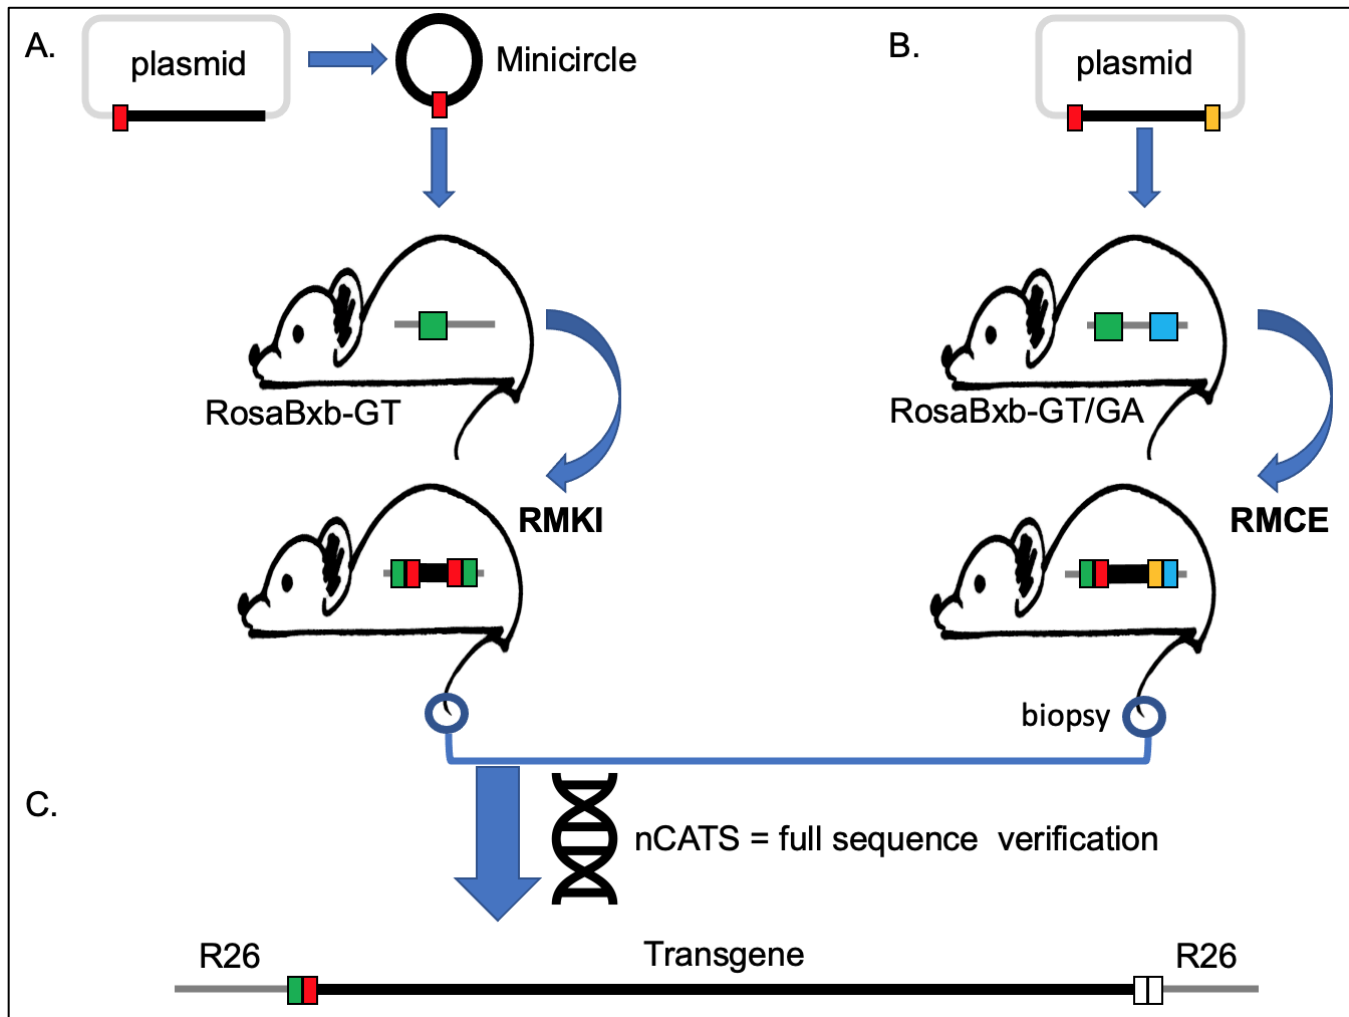 A.
plasmid
Minicircle
B.
plasmid
RosaBxb-GT
RosaBxb-GT/GA
RMKI
RMCE
biopsy
C.
nCATS = full sequence verification
R26
Transgene
R26